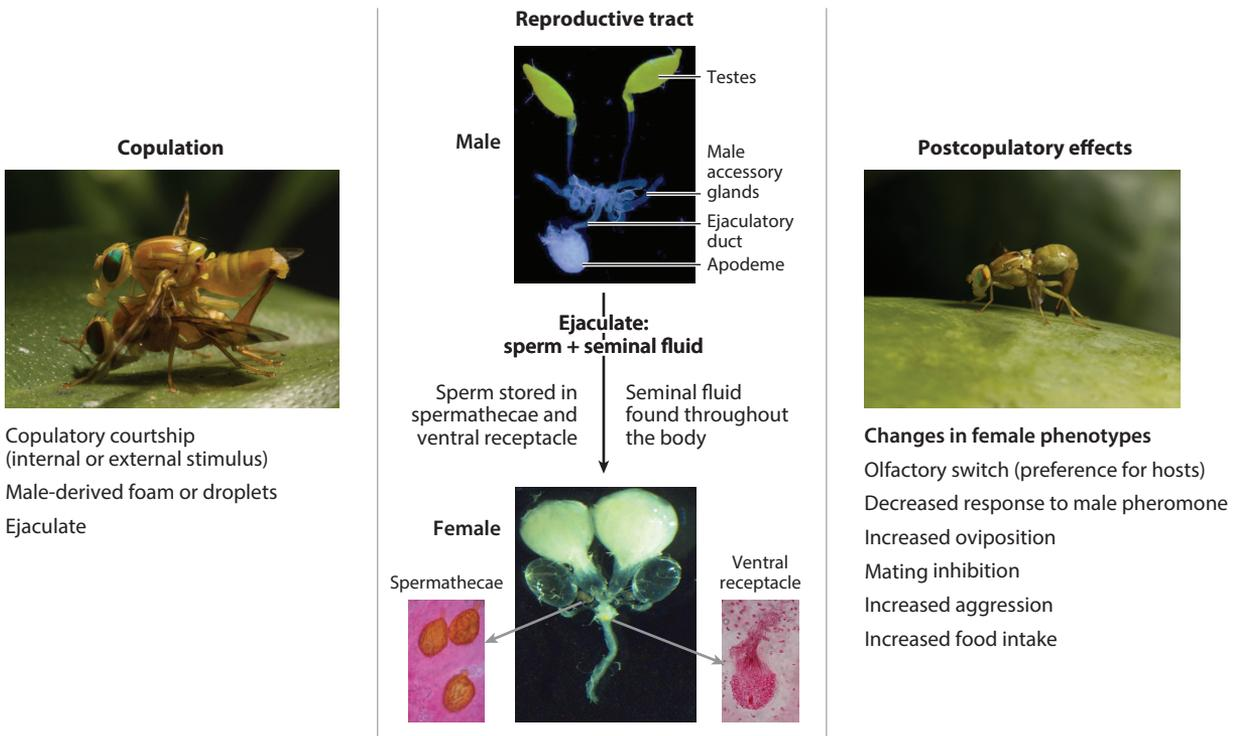 Copulation
Copulatory courtship
(internal or external stimulus)
Male-derived foam or droplets
Ejaculate
Reproductive tract
Male
Testes
Male
accessory
glands
Ejaculatory
duct
Apodeme
Ejaculate:
sperm + seminal fluid
Sperm stored in
spermathecae and
ventral receptacle
Seminal fluid
found throughout
the body
Female
Spermathecae
Ventral
receptacle
Postcopulatory effects
Changes in female phenotypes
Olfactory switch (preference for hosts)
Decreased response to male pheromone
Increased oviposition
Mating inhibition
Increased aggression
Increased food intake